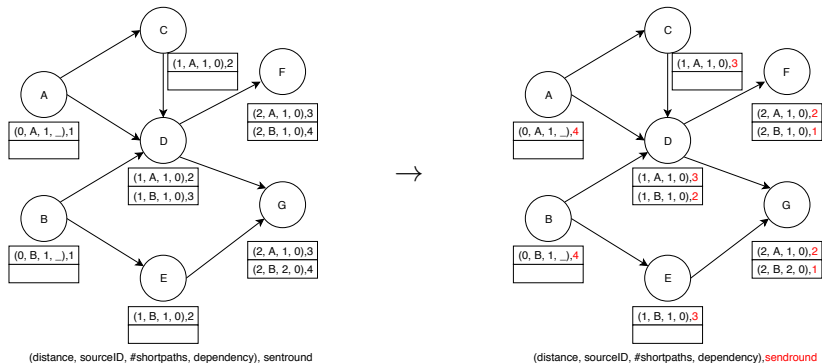 C
(1, A, 1, 0),2
A
F
(0, A, 1, _),1
(2, A, 1, 0),3
(2, B, 1, 0),4
D
(1, A, 1, 0),2
(1, B, 1, 0),3
B
G
(0, B, 1, _),1
(2, A, 1, 0),3
(2, B, 2, 0),4
E
(1, B, 1, 0),2
(distance, sourceID, #shortpaths, dependency), sentround
→
C
(1, A, 1, 0),3
A
F
(0, A, 1, _),4
(2, A, 1, 0),2
(2, B, 1, 0),1
D
(1, A, 1, 0),3
(1, B, 1, 0),2
B
G
(0, B, 1, _),4
(2, A, 1, 0),2
(2, B, 2, 0),1
E
(1, B, 1, 0),3
(distance, sourceID, #shortpaths, dependency),sendround